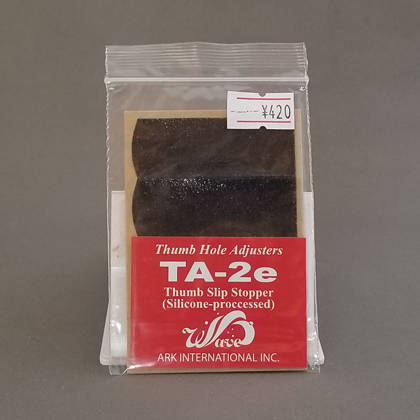 ¥420
Thumb Hole Adjusters
TA-2e
Thumb Slip Stopper
(Silicone-proccessed)
Wave
ARK INTERNATIONAL INC.